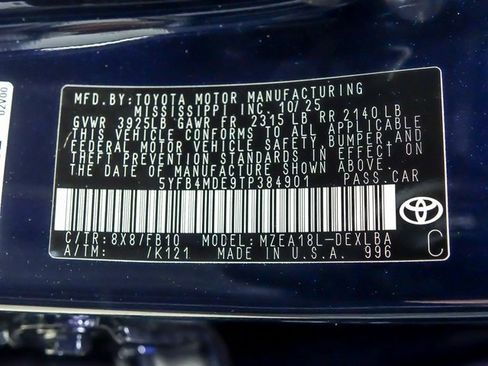 MFD.BY:TOYOTA MOTOR MANUFACTURING
MISSISSIPPI INC.10/25
GVWR 3925LB GAWR FR 2315 LB RR 2140 LB
THIS VEHICLE CONFORMS TO ALL APPLICABLE
FEDERAL MOTOR VEHICLE SAFETY,BUMPER,AND
THEFT PREVENTION STANDARDS IN EFFECT ON
THE DATE OF MANUFACTURE SHOWN ABOVE.
5YFB4MDE9TP384901 PASS.CAR
C/TR:8X8/FB10 MODEL:MZEA18L-DEXLBA
A/TM: /K121 MADE IN U.S.A. 996
C